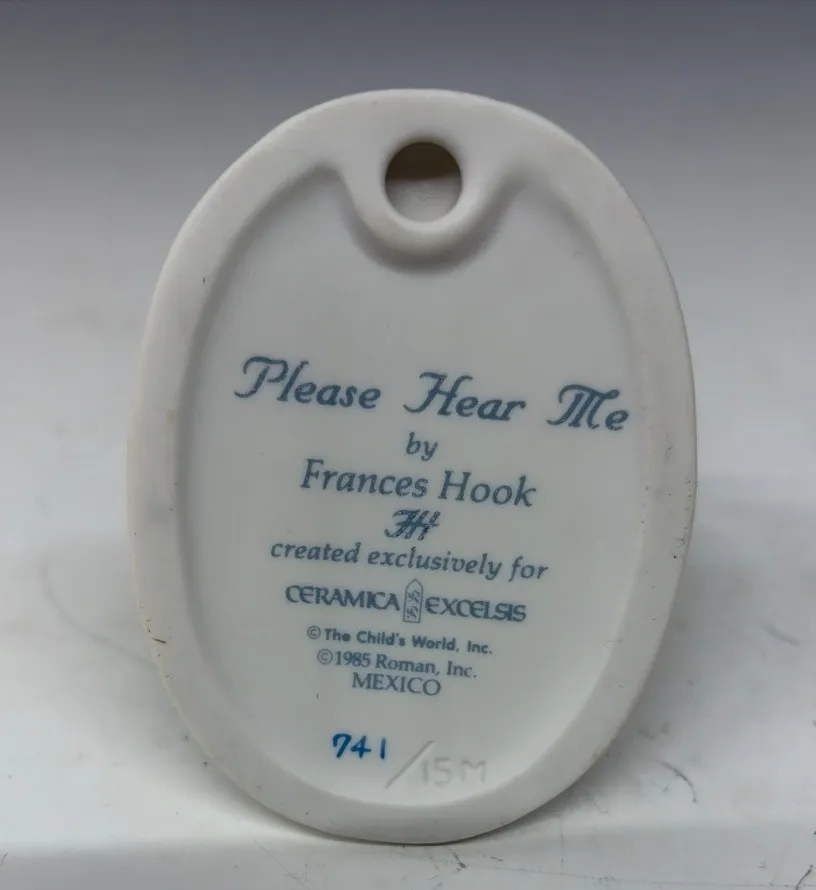 Please Hear Me
by
Frances Hook
FH
created exclusively for
CERAMICA EXCELSIS
© The Child's World, Inc.
©1985 Roman, Inc.
MEXICO
741/15M